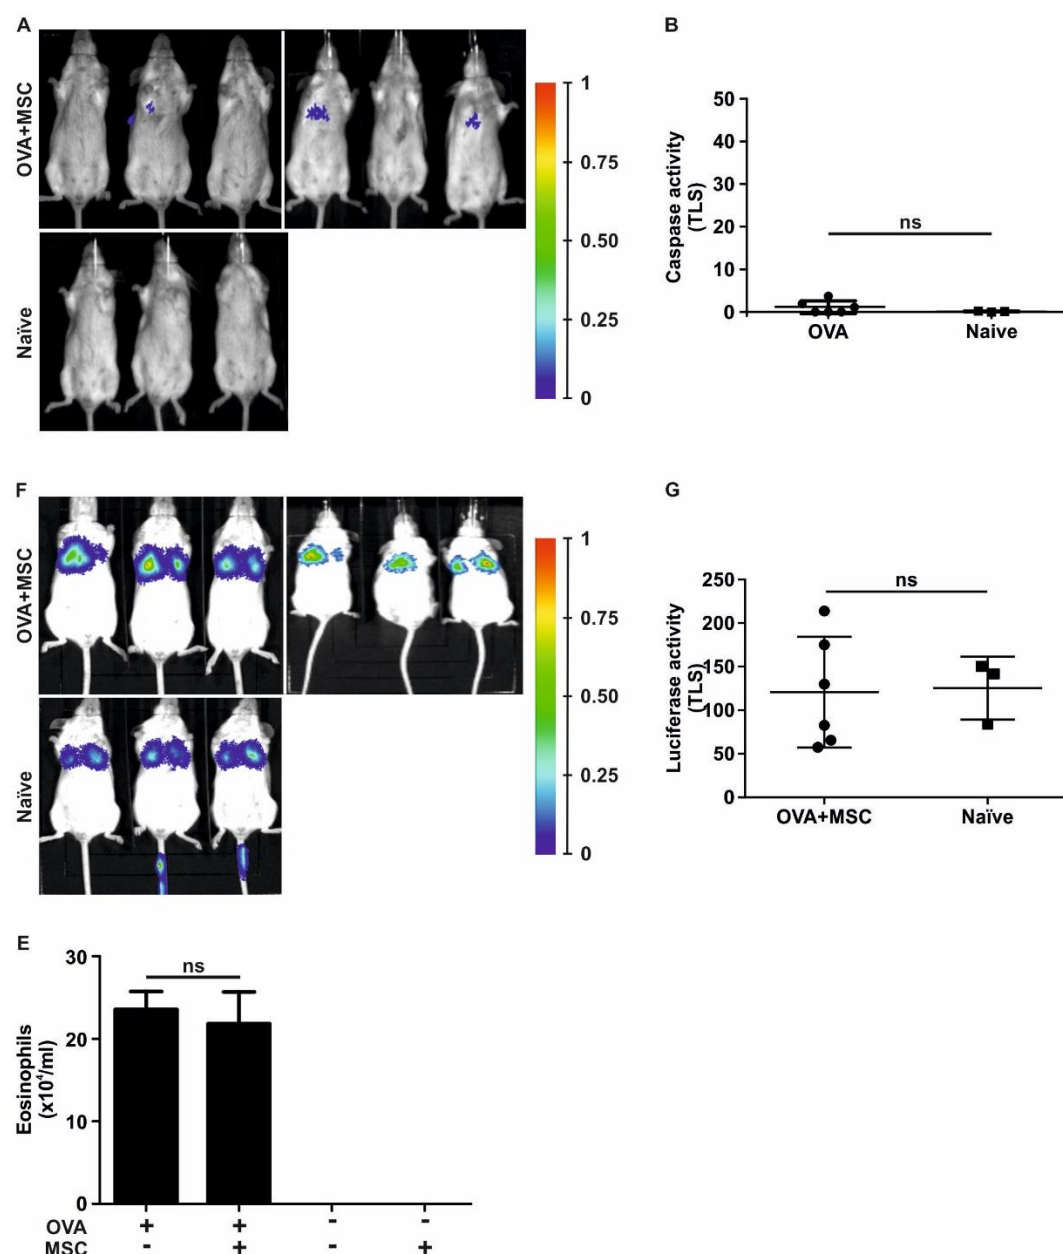 A
OVA+MSC
Naïve
1
0.75
0.50
0.25
0
B
Caspase activity
(TLS)
50
40
30
20
10
0
ns
OVA Naive
F
OVA+MSC
Naïve
1
0.75
0.50
0.25
0
G
Luciferase activity
(TLS)
250
200
150
100
50
0
ns
OVA+MSC Naïve
E
Eosinophils
(x10⁴/ml)
30
20
10
0
ns
OVA + + - -
MSC - + - +